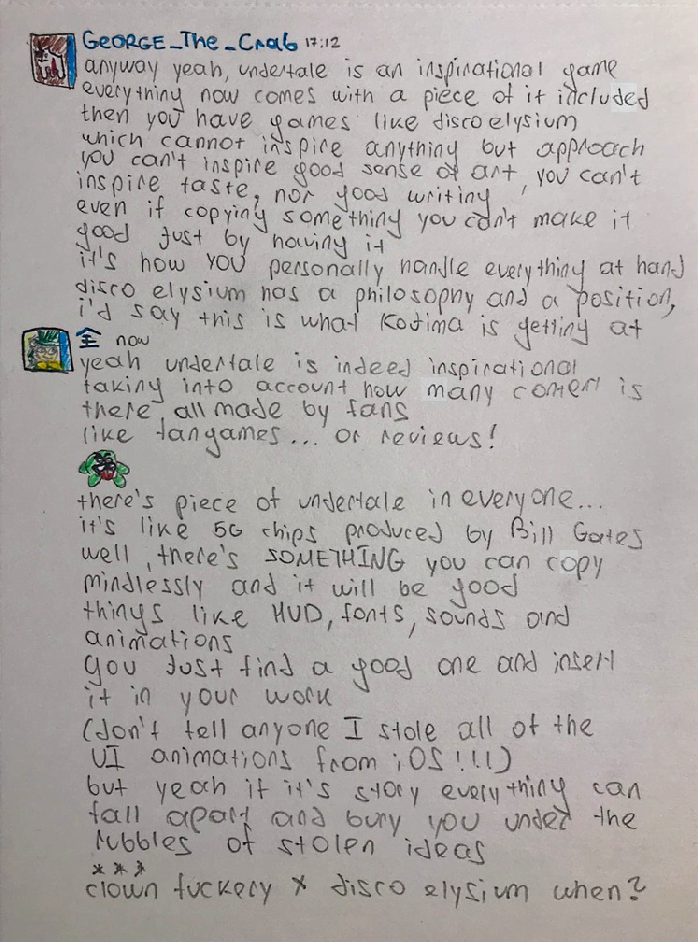 GEORGE_The_Crab 17:12
anyway yeah, undertale is an inspirational game
everything now comes with a piece of it included
then you have games like disco elysium
which cannot inspire anything but approach
you can't inspire good sense of art, you can't
inspire taste, nor good writing
even if copying something you can't make it
good just by having it
it's how YOU personally handle everything at hand
disco elysium has a philosophy and a position,
i'd say this is what Kojima is getting at
全 now
yeah undertale is indeed inspirational
taking into account how many content is
there, all made by fans
like fangames... or reviews!
there's piece of undertale in everyone...
it's like 5G chips produced by Bill Gates
well, there's SOMETHING you can copy
mindlessly and it will be good
things like HUD, fonts, sounds and
animations
you just find a good one and insert
it in your work
(don't tell anyone I stole all of the
UI animations from iOS!!!)
but yeah if it's story everything can
fall apart and bury you under the
rubbles of stolen ideas
***
clown fuckery x disco elysium when?